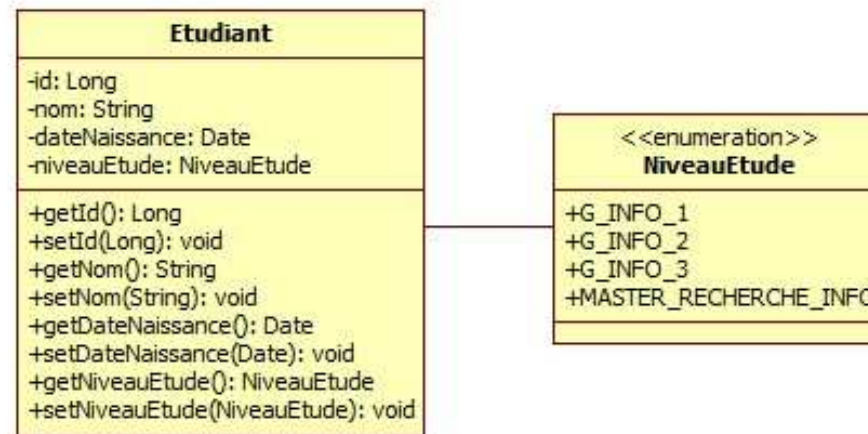 Etudiant
-id: Long
-nom: String
-dateNaissance: Date
-niveauEtude: NiveauEtude
+getId(): Long
+setId(Long): void
+getNom(): String
+setNom(String): void
+getDateNaissance(): Date
+setDateNaissance(Date): void
+getNiveauEtude(): NiveauEtude
+setNiveauEtude(NiveauEtude): void
<<enumeration>>
NiveauEtude
+G_INFO_1
+G_INFO_2
+G_INFO_3
+MASTER_RECHERCHE_INFO